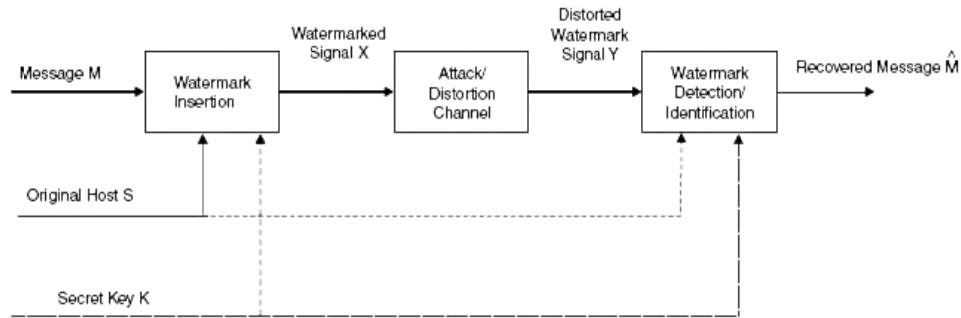 Message M
Watermark
Insertion
Watermarked
Signal X
Attack/
Distortion
Channel
Distorted
Watermark
Signal Y
Watermark
Detection/
Identification
Recovered Message M̂
Original Host S
Secret Key K